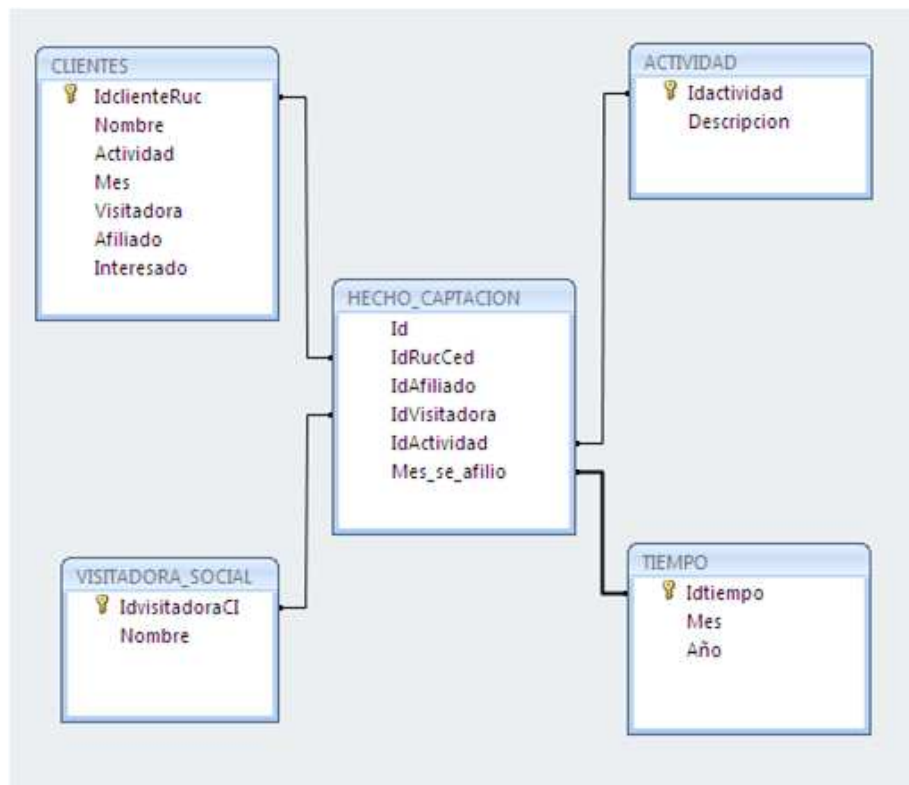 CLIENTES
IdclienteRuc
Nombre
Actividad
Mes
Visitadora
Afiliado
Interesado
ACTIVIDAD
Idactividad
Descripcion
HECHO_CAPTACION
Id
IdRucCed
IdAfiliado
IdVisitadora
IdActividad
Mes_se_afilio
VISITADORA_SOCIAL
IdvisitadoraCI
Nombre
TIEMPO
Idtiempo
Mes
Año